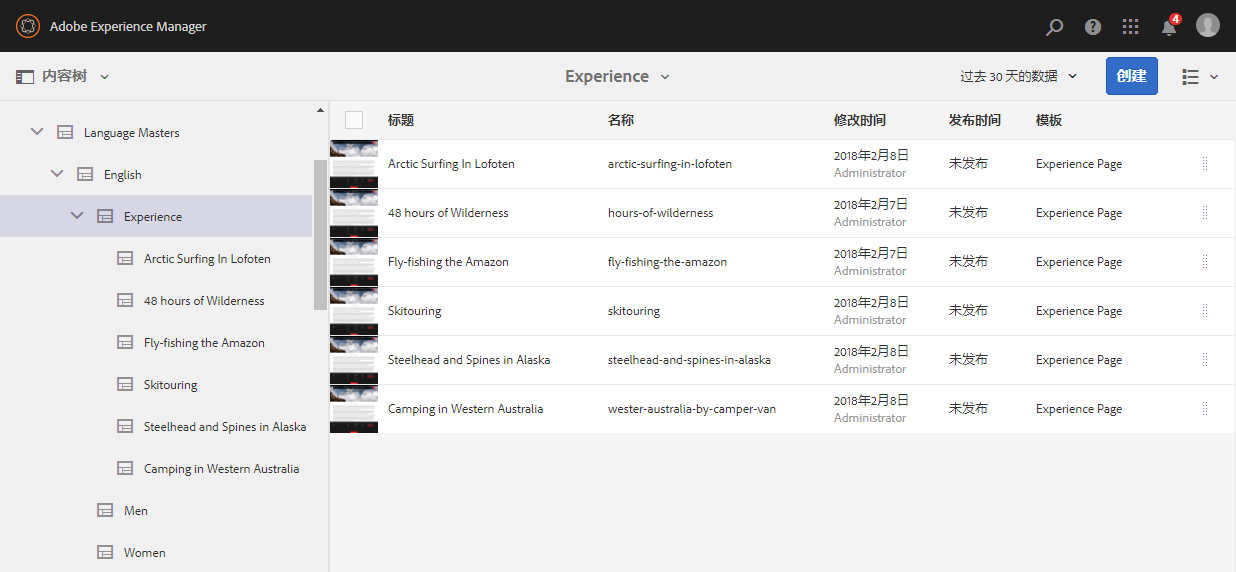 Adobe Experience Manager
4
内容树
Experience
过去 30 天的数据
创建
Language Masters
English
Experience
Arctic Surfing In Lofoten
48 hours of Wilderness
Fly-fishing the Amazon
Skitouring
Steelhead and Spines in Alaska
Camping in Western Australia
Men
Women
标题 名称 修改时间 发布时间 模板
Arctic Surfing In Lofoten arctic-surfing-in-lofoten 2018年2月8日 未发布 Experience Page
Administrator
48 hours of Wilderness hours-of-wilderness 2018年2月7日 未发布 Experience Page
Administrator
Fly-fishing the Amazon fly-fishing-the-amazon 2018年2月7日 未发布 Experience Page
Administrator
Skitouring skitouring 2018年2月8日 未发布 Experience Page
Administrator
Steelhead and Spines in Alaska steelhead-and-spines-in-alaska 2018年2月8日 未发布 Experience Page
Administrator
Camping in Western Australia wester-australia-by-camper-van 2018年2月8日 未发布 Experience Page
Administrator